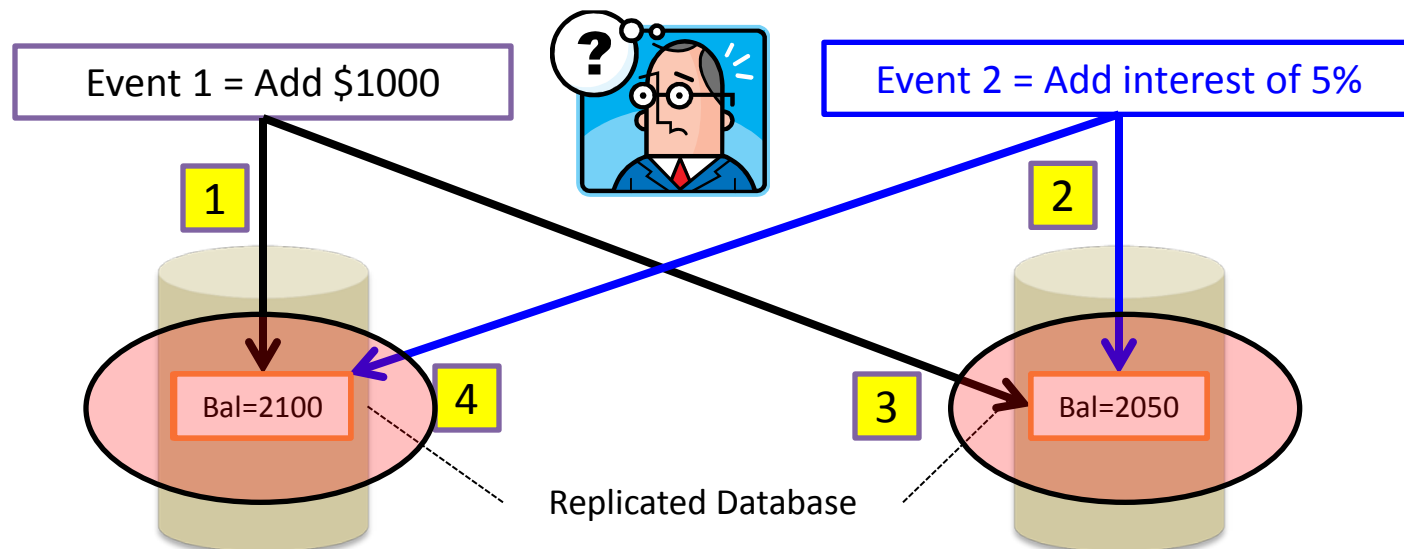 Event 1 = Add $1000
?
Event 2 = Add interest of 5%
1
2
Bal=2100
4
3
Bal=2050
Replicated Database